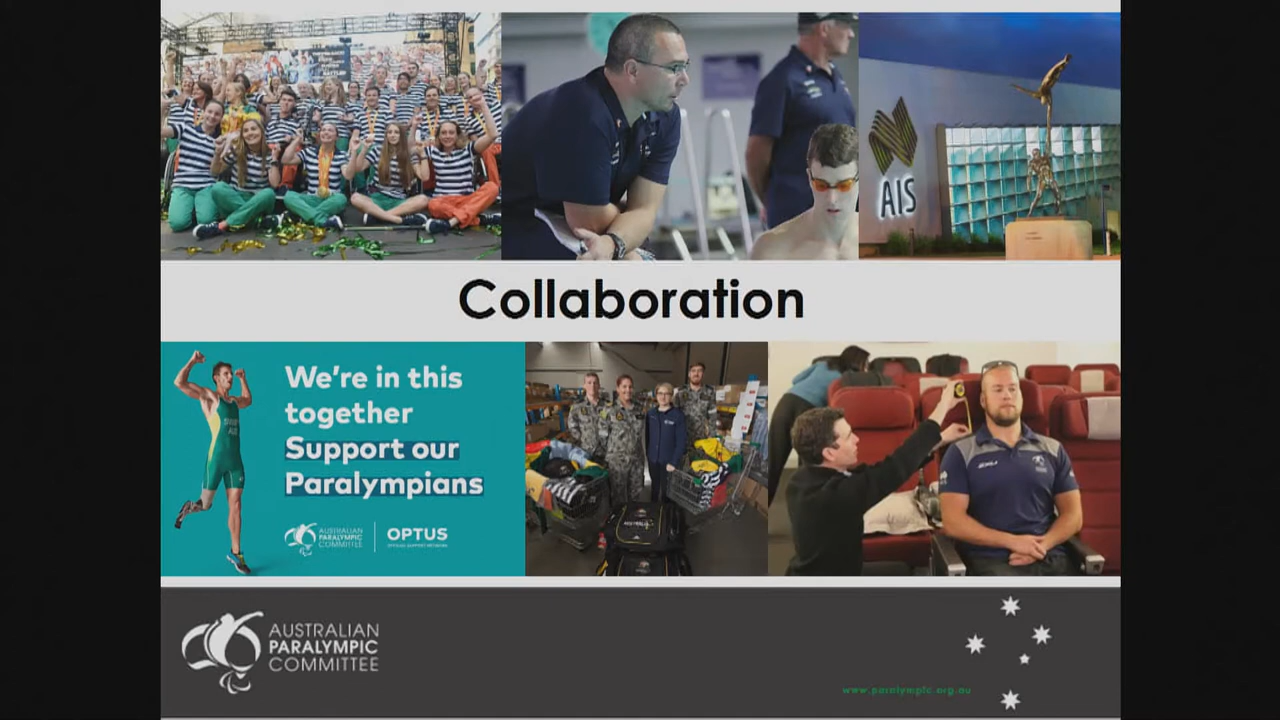 AIS
Collaboration
We're in this
together
Support our
Paralympians
AUSTRALIAN
PARALYMPIC
COMMITTEE
OPTUS
AUSTRALIAN
PARALYMPIC
COMMITTEE
www.paralympic.org.au